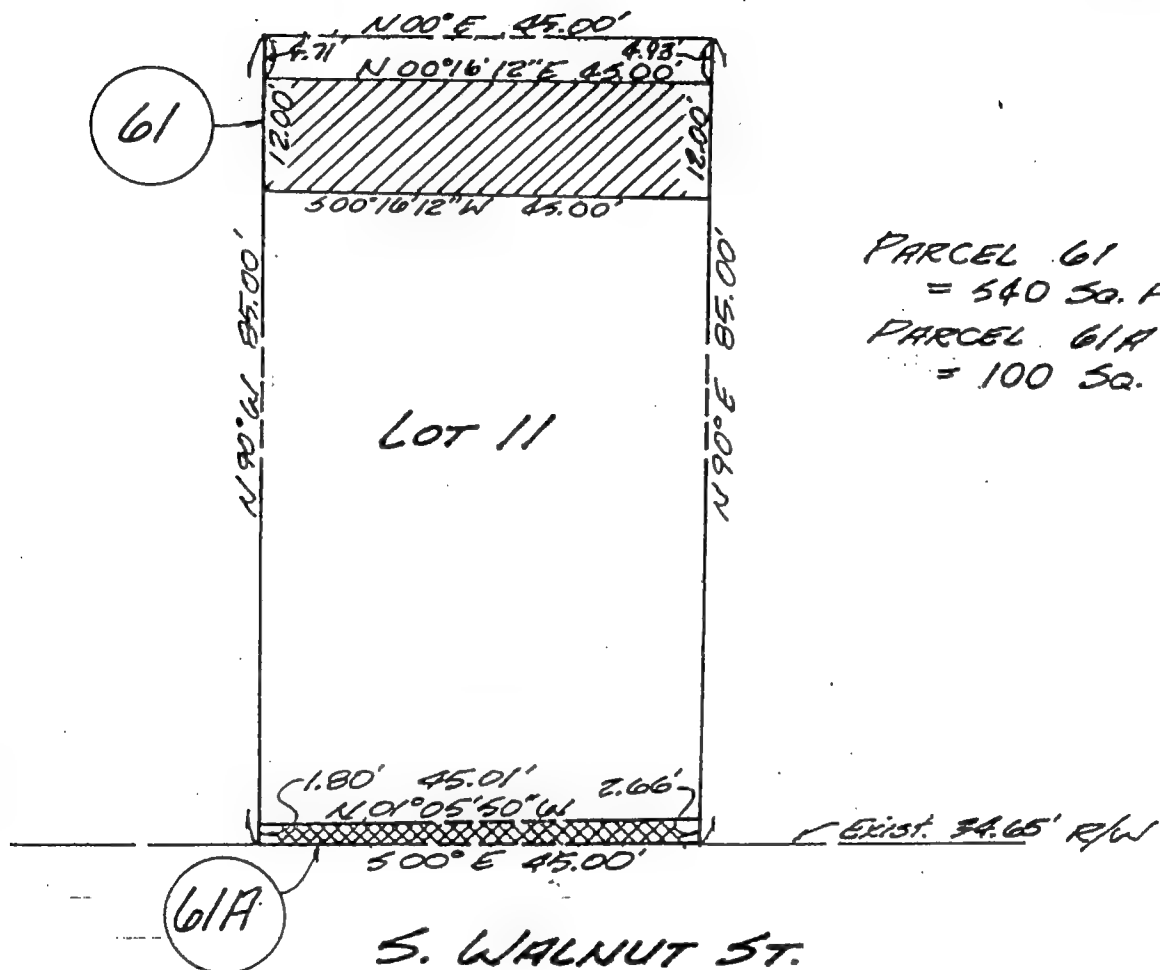 N 00° E 45.00'
4.71' 4.93'
N 00°16'12" E 45.00'
61
12.00' 12.00'
S 00°16'12" W 45.00'
N 90° W 85.00'
N 90° E 85.00'
PARCEL 61
= 540 SQ. F
PARCEL 61A
= 100 SQ.
LOT 11
1.80' 45.01' 2.66'
N 01°05'50" W
EXIST. 34.65' R/W
S 00° E 45.00'
61A
S. WALNUT ST.